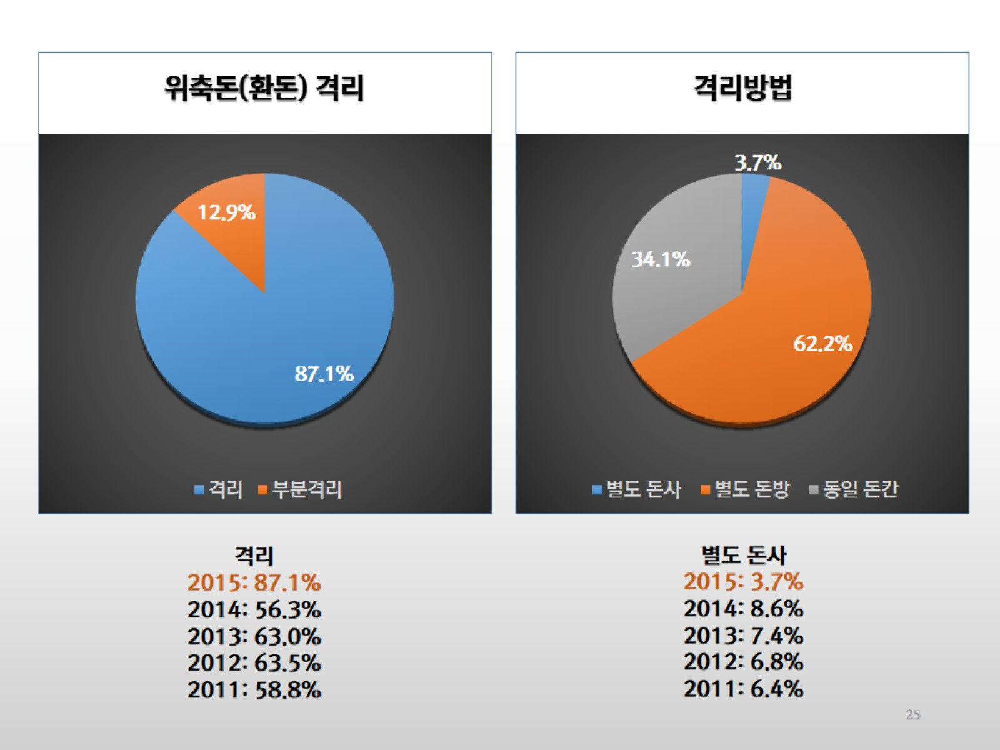 위축돈(환돈) 격리
12.9%
87.1%
격리 부분격리
격리
2015: 87.1%
2014: 56.3%
2013: 63.0%
2012: 63.5%
2011: 58.8%
격리방법
3.7%
34.1%
62.2%
별도 돈사 별도 돈방 동일 돈칸
별도 돈사
2015: 3.7%
2014: 8.6%
2013: 7.4%
2012: 6.8%
2011: 6.4%
25